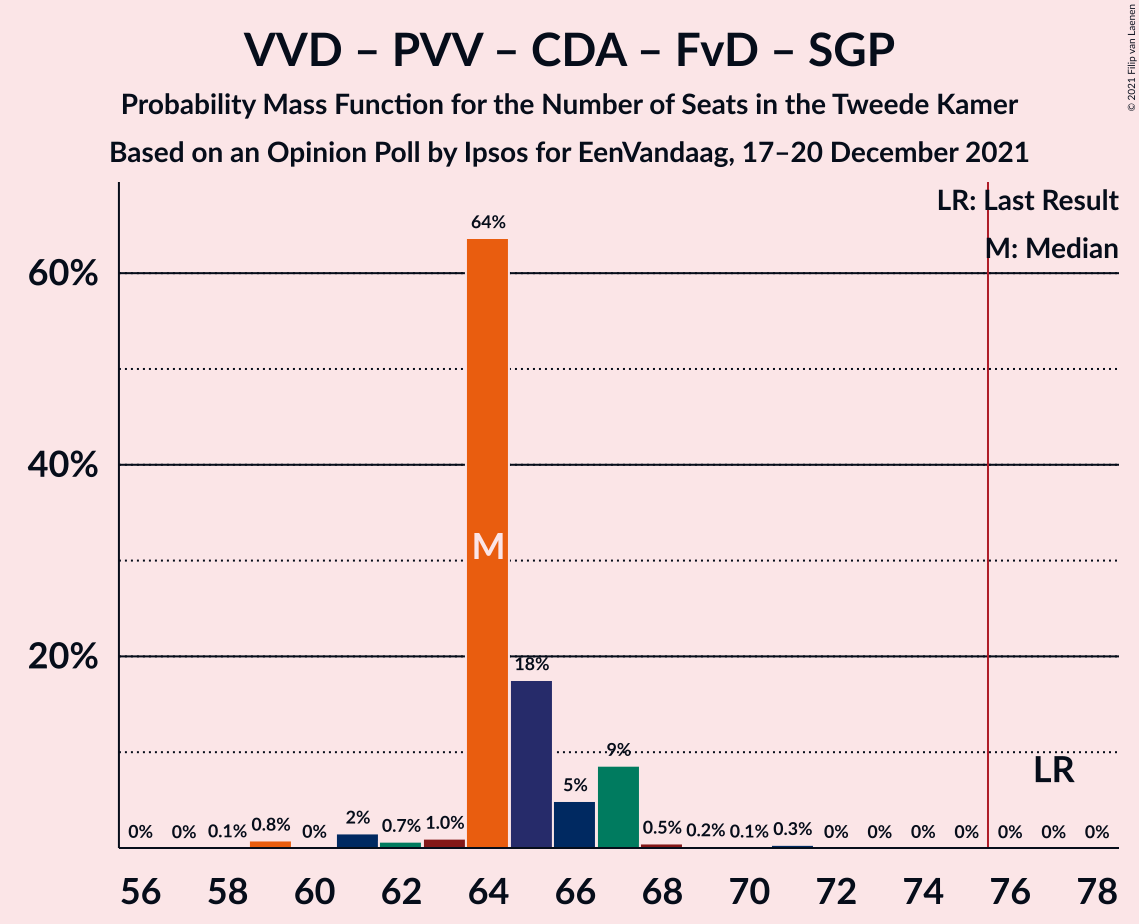 VVD – PVV – CDA – FvD – SGP
Probability Mass Function for the Number of Seats in the Tweede Kamer
Based on an Opinion Poll by Ipsos for EenVandaag, 17–20 December 2021
© 2021 Filip van Laenen
LR: Last Result
M: Median
60%
40%
20%
0% 0% 0.1% 0.8% 0% 2% 0.7% 1.0% 64% 18% 5% 9% 0.5% 0.2% 0.1% 0.3% 0% 0% 0% 0% 0% 0% 0%
M
LR
56 58 60 62 64 66 68 70 72 74 76 78